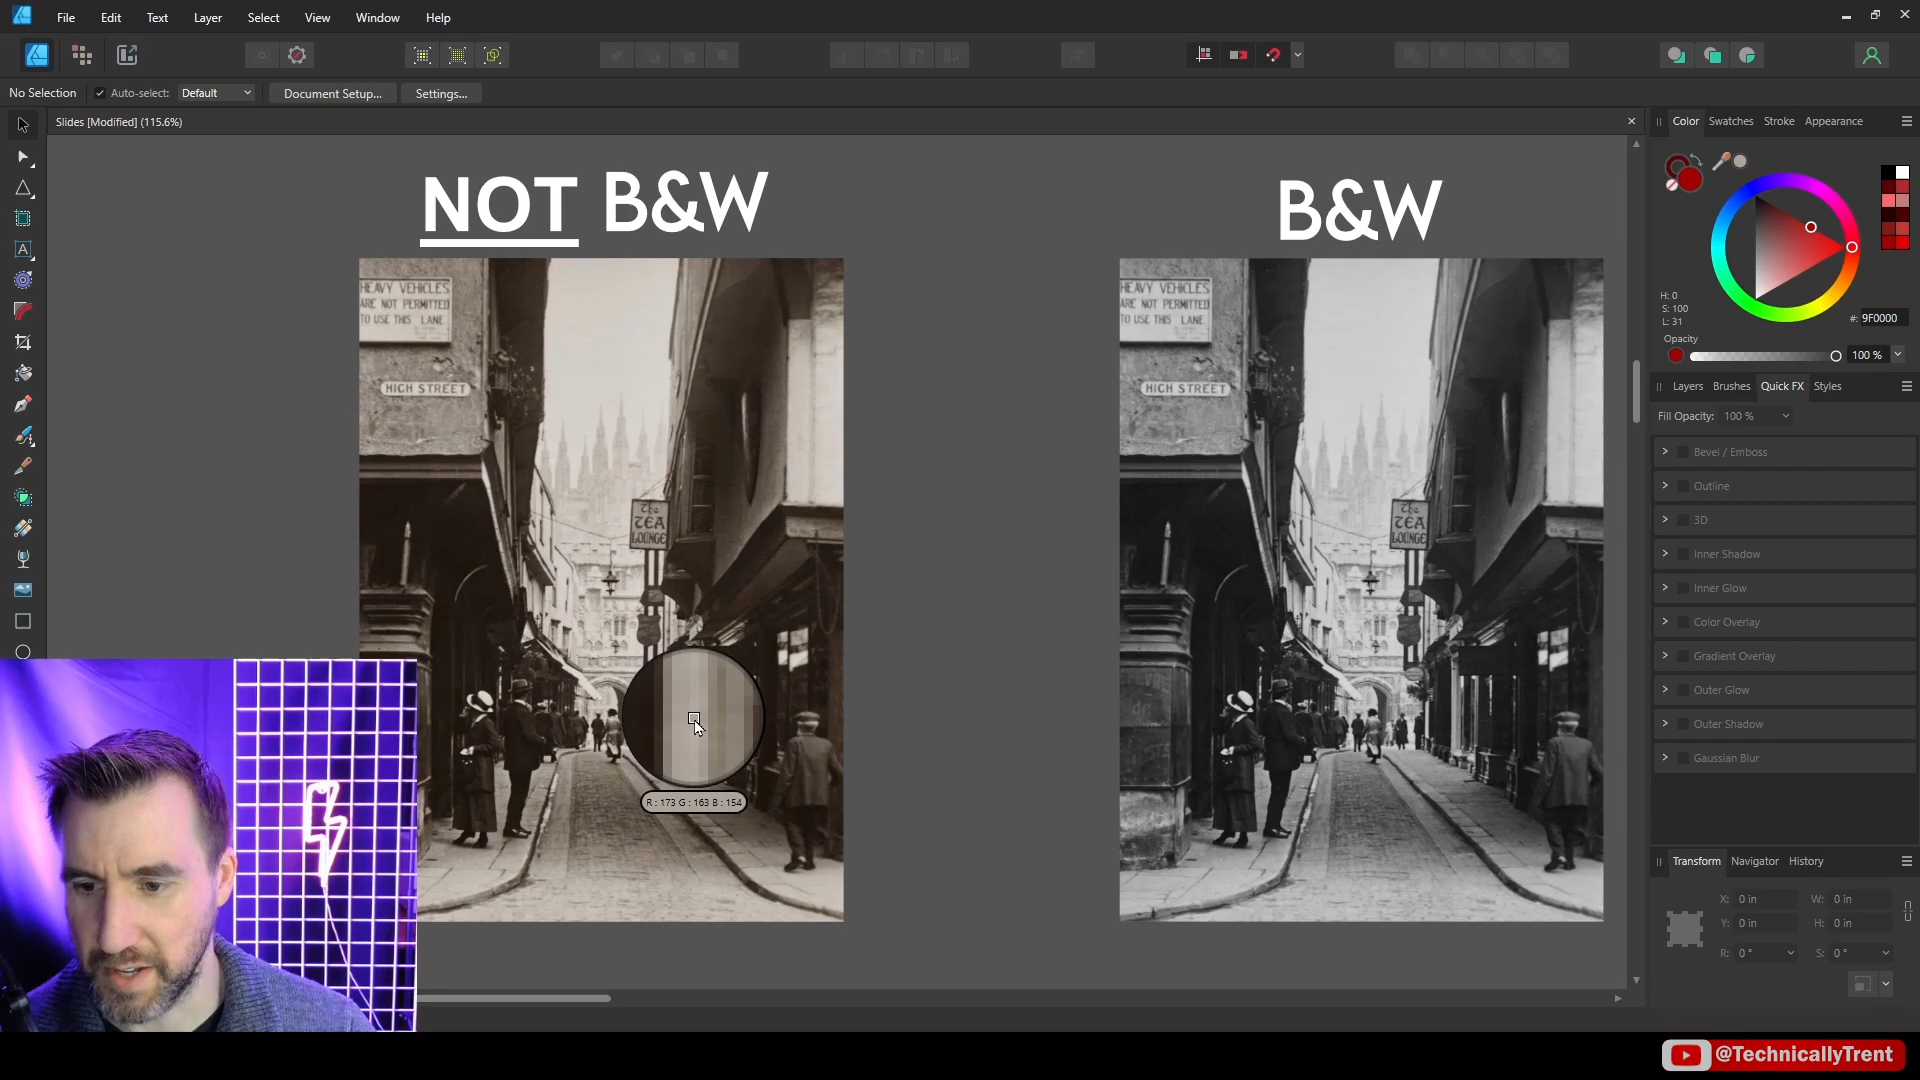 File Edit Text Layer Select View Window Help
No Selection Auto-select: Default Document Setup... Settings...
Slides [Modified] (115.6%)
Color Swatches Stroke Appearance
NOT B&W
B&W
H: 0
S: 100
L: 31
#: 9F0000
Opacity
100 %
HEAVY VEHICLES
ARE NOT PERMITTED
TO USE THIS LANE.
HIGH STREET
The
TEA
LOUNGE
R : 173 G : 163 B : 154
HEAVY VEHICLES
ARE NOT PERMITTED
TO USE THIS LANE.
HIGH STREET
The
TEA
LOUNGE
Layers Brushes Quick FX Styles
Fill Opacity: 100 %
Bevel / Emboss
Outline
3D
Inner Shadow
Inner Glow
Color Overlay
Gradient Overlay
Outer Glow
Outer Shadow
Gaussian Blur
Transform Navigator History
X: 0 in W: 0 in
Y: 0 in H: 0 in
R: 0 ° S: 0 °
@TechnicallyTrent